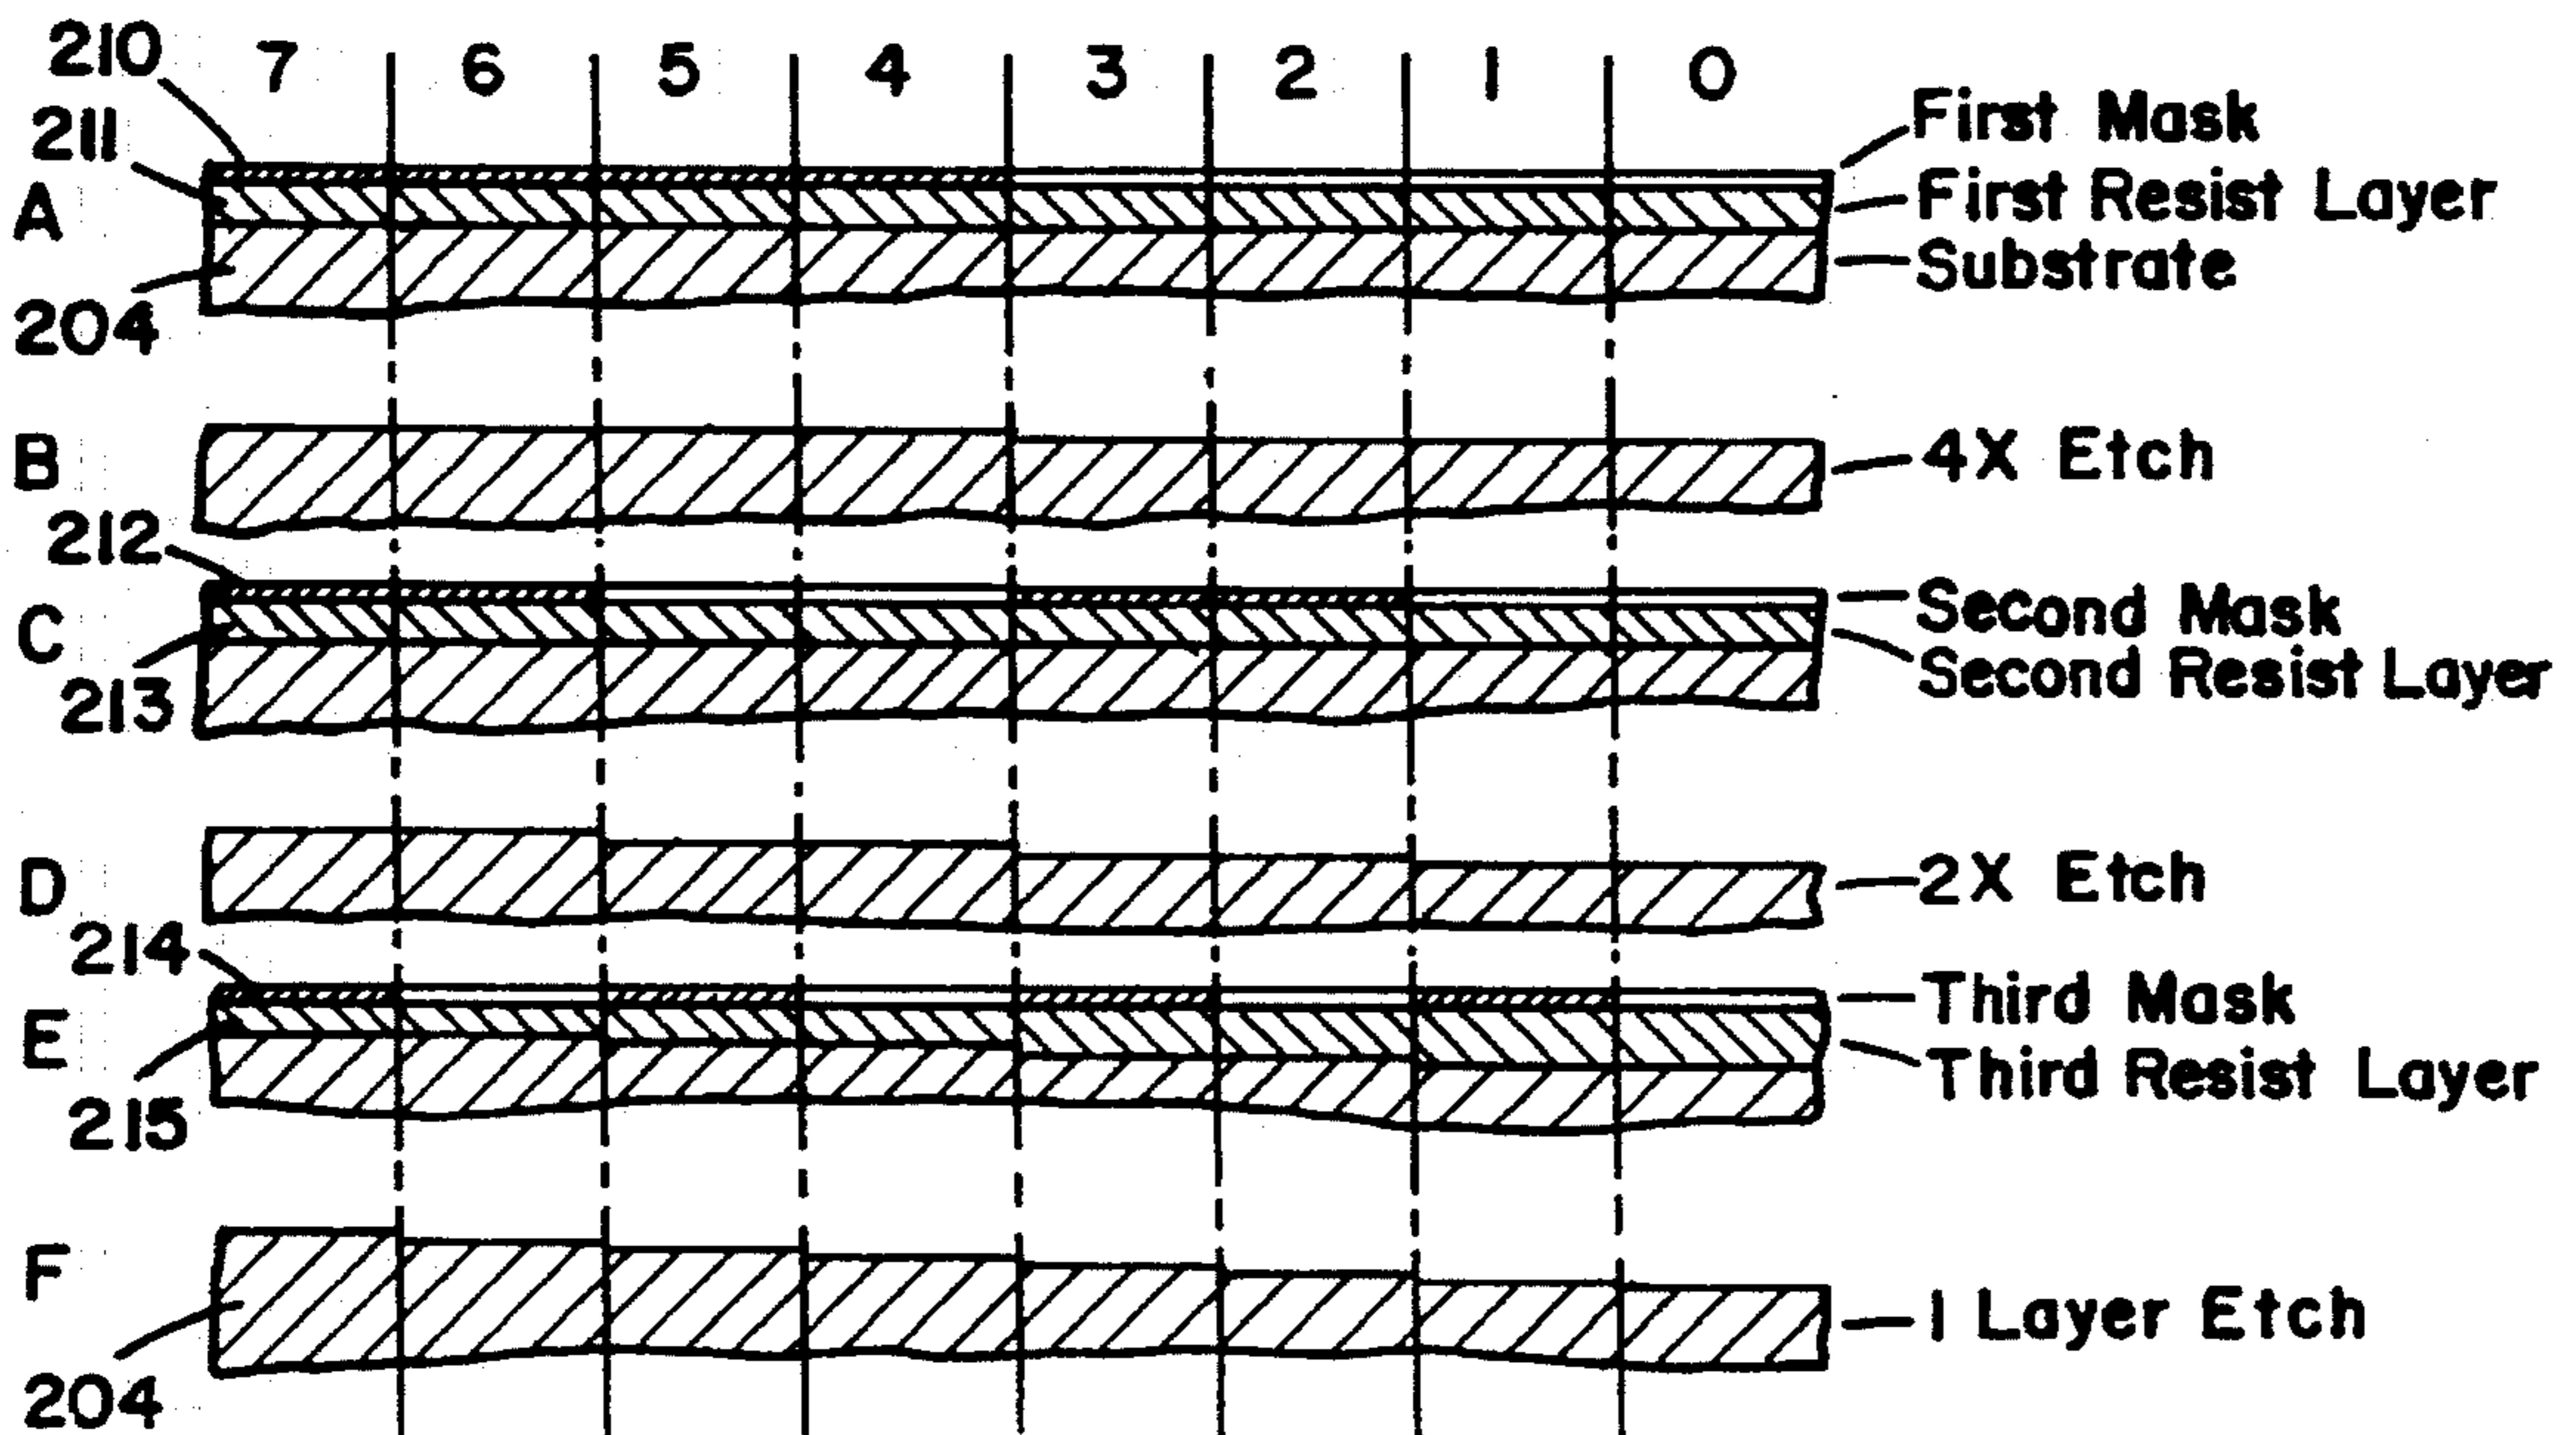 210 7 6 5 4 3 2 1 0
211
First Mask
A
First Resist Layer
Substrate
204
B
4X Etch
212
C
Second Mask
Second Resist Layer
213
D
2X Etch
214
Third Mask
E
Third Resist Layer
215
F
1 Layer Etch
204